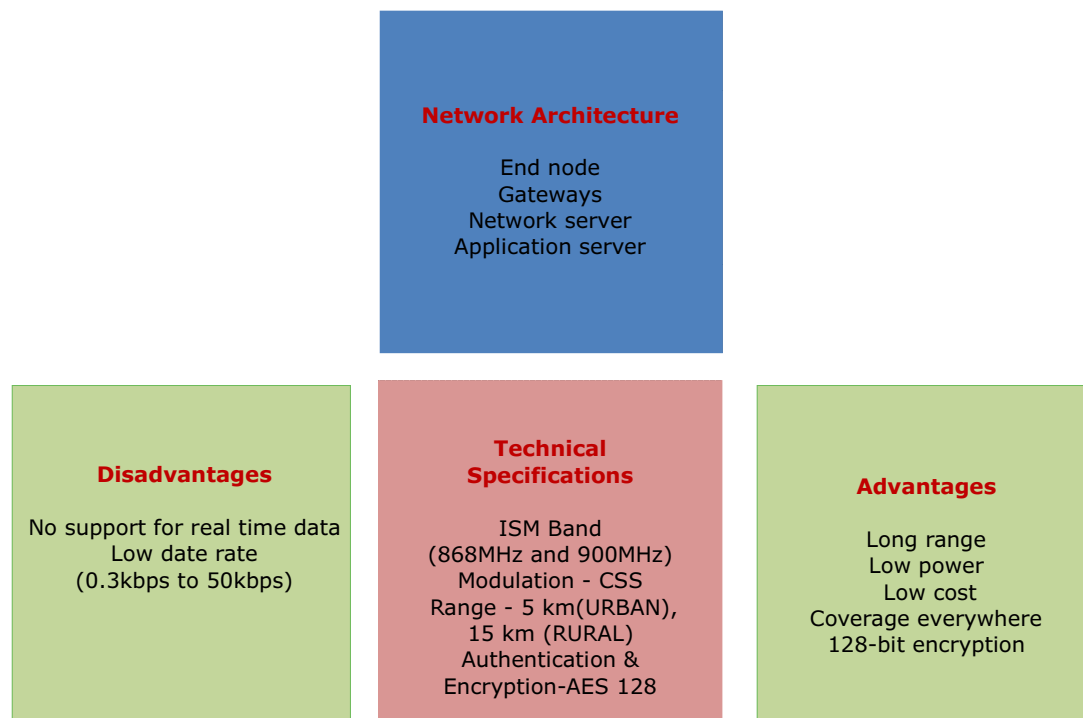 Network Architecture
End node
Gateways
Network server
Application server
Disadvantages
No support for real time data
Low date rate
(0.3kbps to 50kbps)
Technical
Specifications
ISM Band
(868MHz and 900MHz)
Modulation - CSS
Range - 5 km(URBAN),
15 km (RURAL)
Authentication &
Encryption-AES 128
Advantages
Long range
Low power
Low cost
Coverage everywhere
128-bit encryption